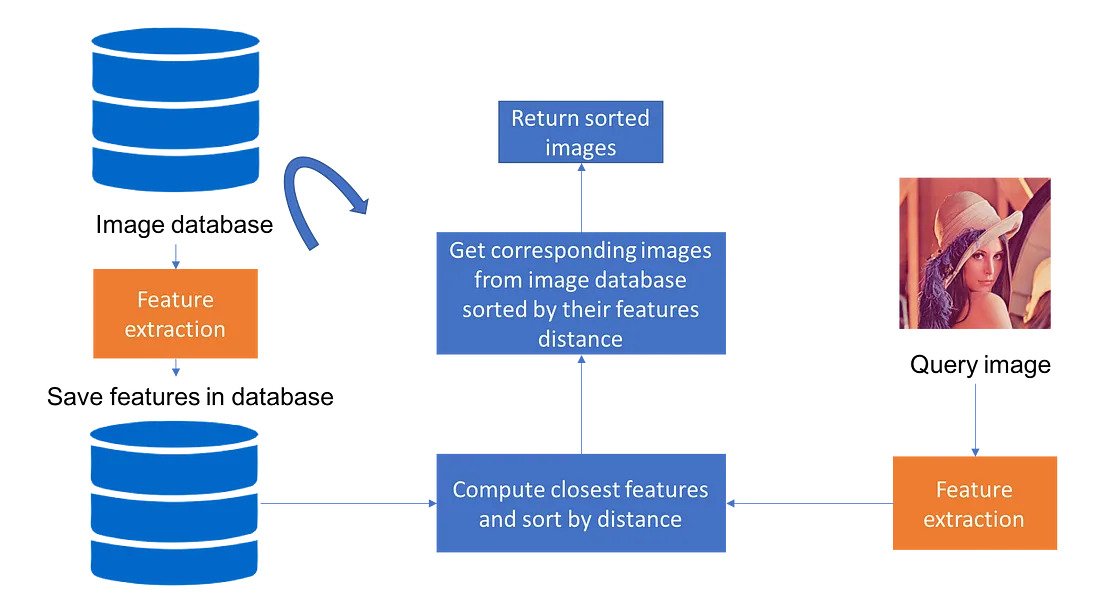 Image database
Feature
extraction
Save features in database
Return sorted
images
Get corresponding images
from image database
sorted by their features
distance
Compute closest features
and sort by distance
Query image
Feature
extraction